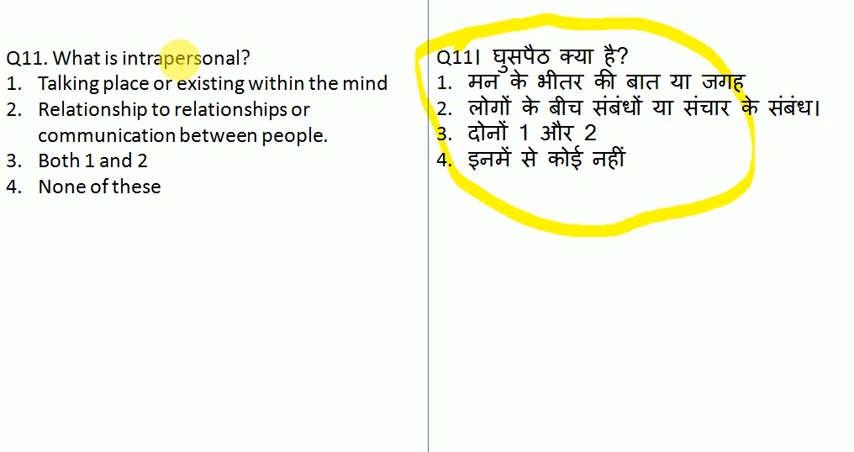 Q11. What is intrapersonal?
1. Talking place or existing within the mind
2. Relationship to relationships or
communication between people.
3. Both 1 and 2
4. None of these
Q11। घुसपैठ क्या है?
1. मन के भीतर की बात या जगह
2. लोगों के बीच संबंधों या संचार के संबंध।
3. दोनों 1 और 2
4. इनमें से कोई नहीं